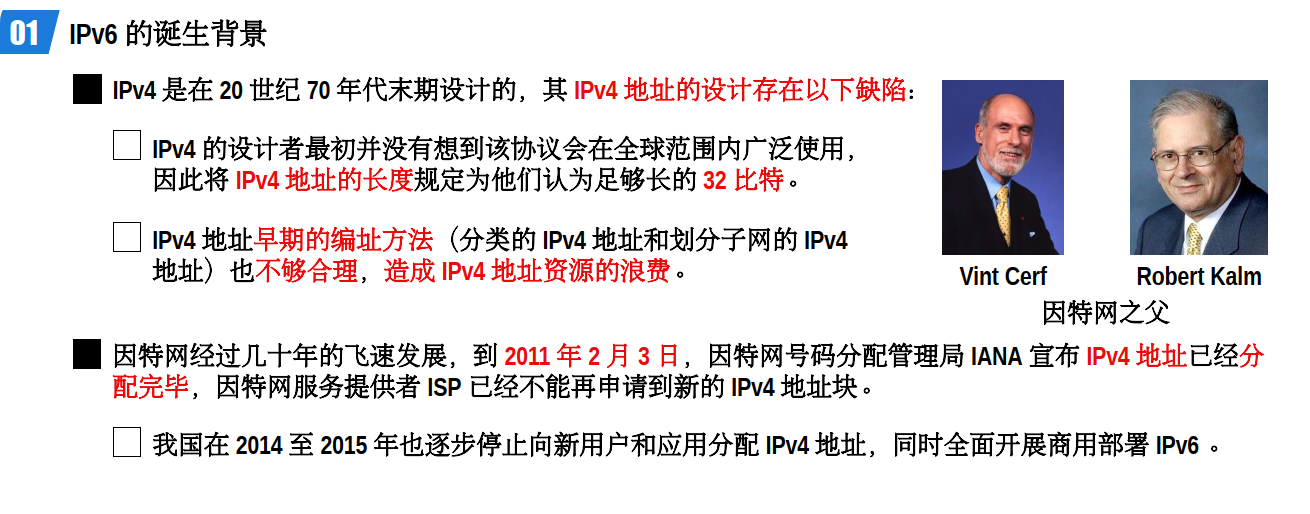 01 IPv6 的诞生背景
IPv4 是在 20 世纪 70 年代末期设计的，其 IPv4 地址的设计存在以下缺陷：
IPv4 的设计者最初并没有想到该协议会在全球范围内广泛使用，
因此将 IPv4 地址的长度规定为他们认为足够长的 32 比特。
IPv4 地址早期的编址方法（分类的 IPv4 地址和划分子网的 IPv4
地址）也不够合理，造成 IPv4 地址资源的浪费。
Vint Cerf
Robert Kalm
因特网之父
因特网经过几十年的飞速发展，到 2011 年 2 月 3 日，因特网号码分配管理局 IANA 宣布 IPv4 地址已经分
配完毕，因特网服务提供者 ISP 已经不能再申请到新的 IPv4 地址块。
我国在 2014 至 2015 年也逐步停止向新用户和应用分配 IPv4 地址，同时全面开展商用部署 IPv6 。